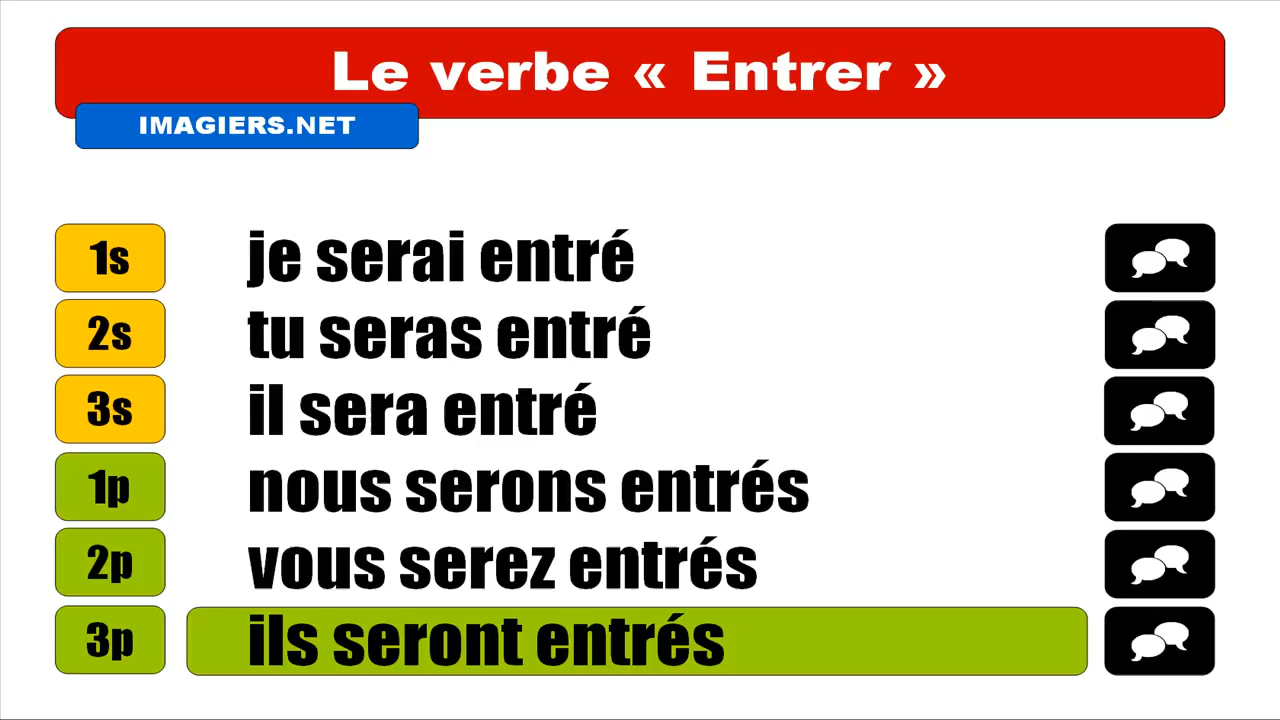 Le verbe « Entrer »
IMAGIERS.NET
1s je serai entré
2s tu seras entré
3s il sera entré
1p nous serons entrés
2p vous serez entrés
3p ils seront entrés